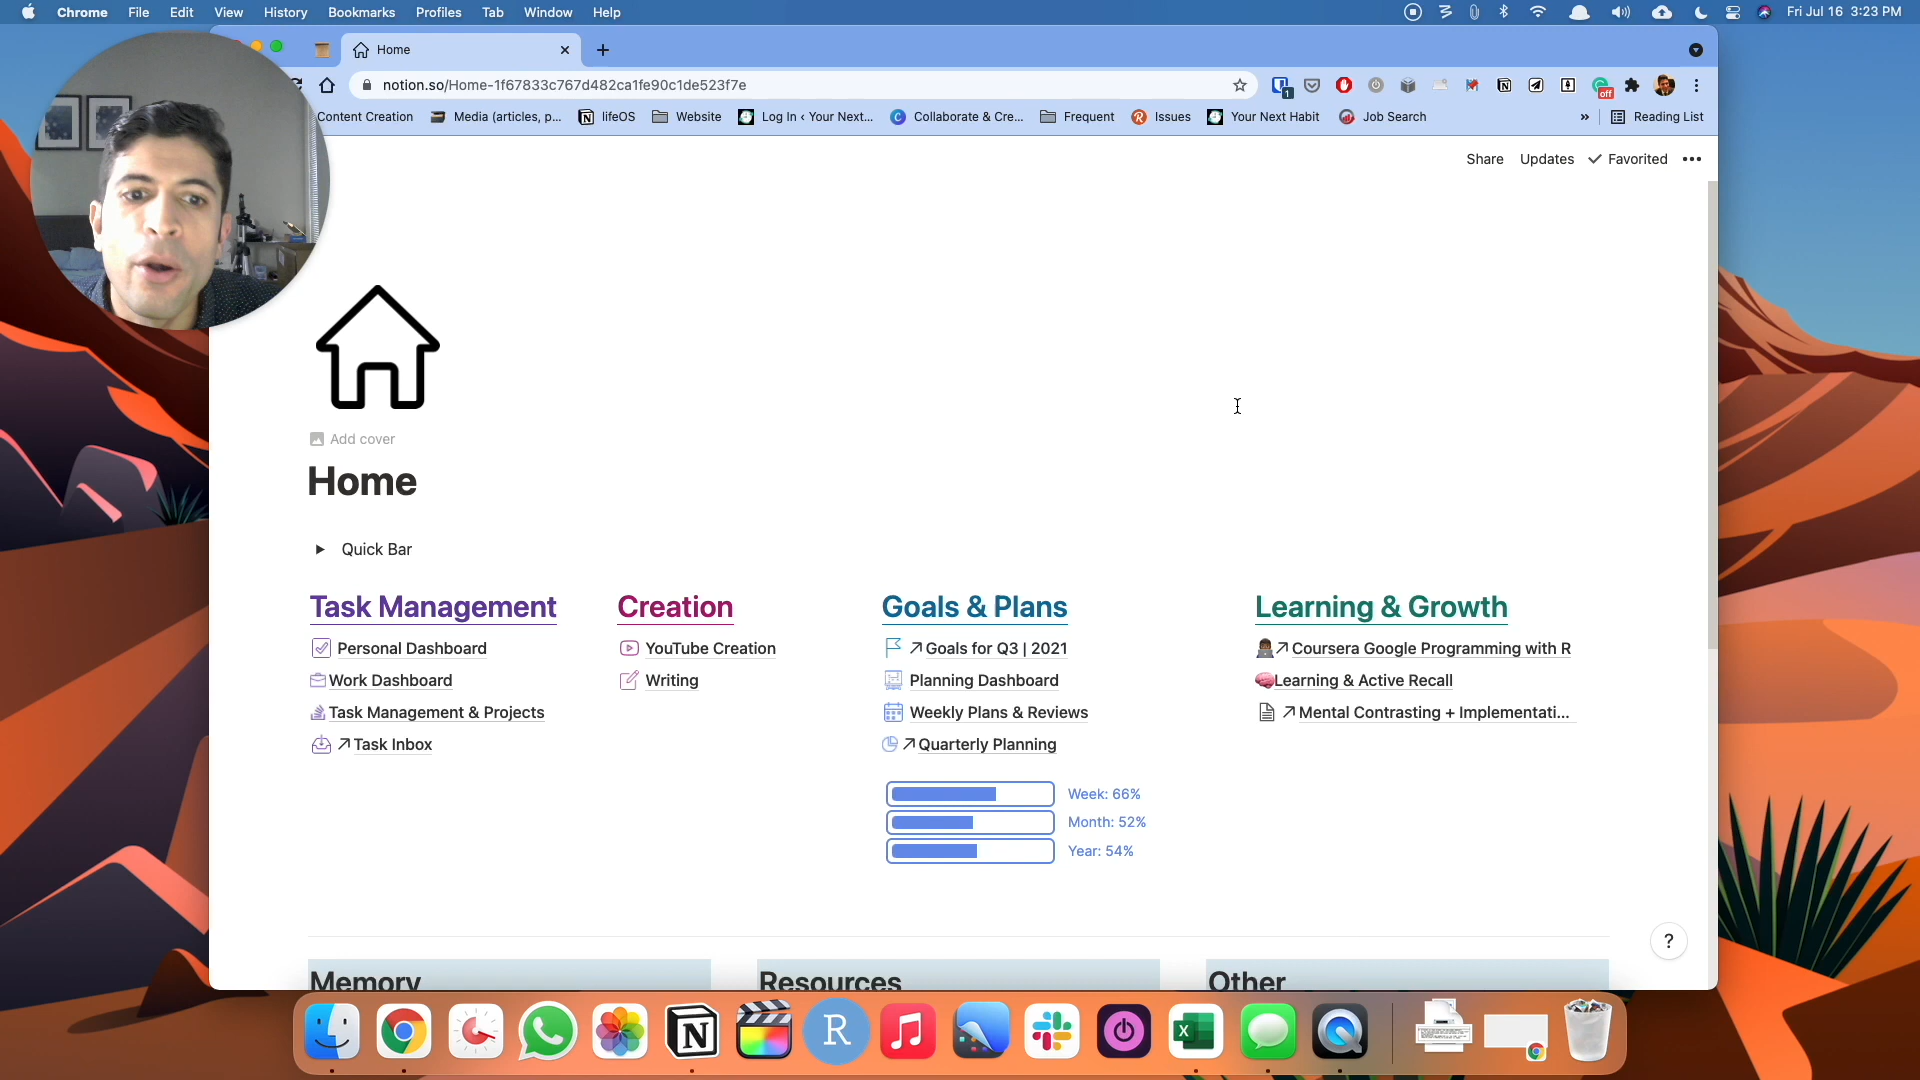 Chrome File Edit View History Bookmarks Profiles Tab Window Help Fri Jul 16 3:23 PM
Home
notion.so/Home-1f67833c767d482ca1fe90c1de523f7e
1
off
Content Creation Media (articles, p... lifeOS Website Log In ‹ Your Next... Collaborate & Cre... Frequent Issues Your Next Habit Job Search » Reading List
Share Updates Favorited
Add cover
Home
Quick Bar
Task Management
Personal Dashboard
Work Dashboard
Task Management & Projects
Task Inbox
Creation
YouTube Creation
Writing
Goals & Plans
Goals for Q3 | 2021
Planning Dashboard
Weekly Plans & Reviews
Quarterly Planning
Week: 66%
Month: 52%
Year: 54%
Learning & Growth
Coursera Google Programming with R
Learning & Active Recall
Mental Contrasting + Implementati...
?
Memory Resources Other
R
X